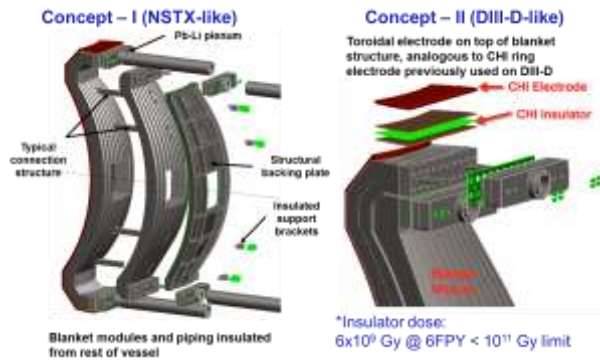 Concept – I (NSTX-like)
Pb-Li plenum
Typical
connection
structure
Structural
backing plate
Insulated
support
brackets
Blanket modules and piping insulated
from rest of vessel
Concept – II (DIII-D-like)
Toroidal electrode on top of blanket
structure, analogous to CHI ring
electrode previously used on DIII-D
CHI Electrode
CHI Insulator
*Insulator dose:
6x10⁹ Gy @ 6FPY < 10¹¹ Gy limit